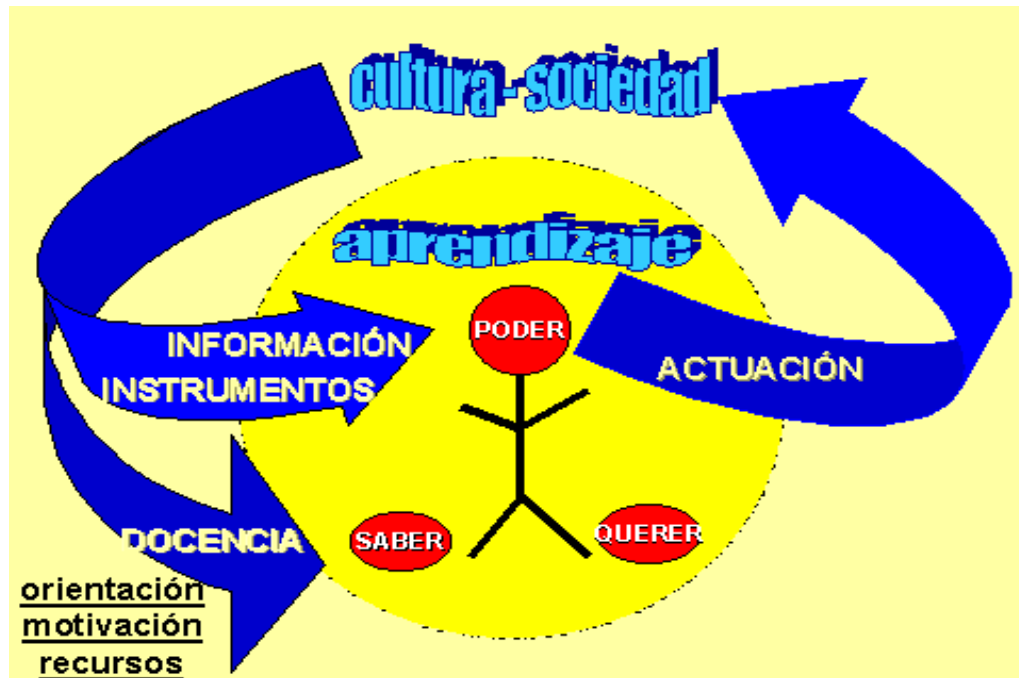 cultura - sociedad
aprendizaje
PODER
INFORMACIÓN
INSTRUMENTOS
ACTUACIÓN
DOCENCIA
SABER
QUERER
orientación
motivación
recursos